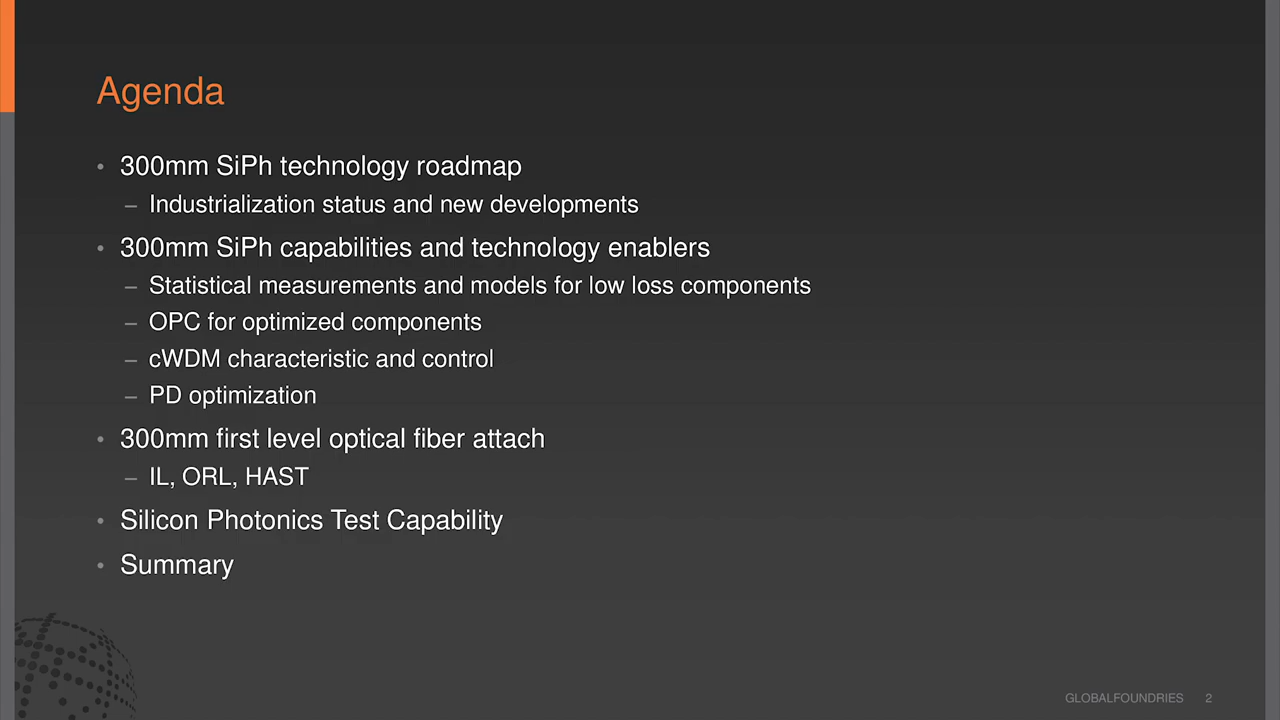 Agenda
• 300mm SiPh technology roadmap
– Industrialization status and new developments
• 300mm SiPh capabilities and technology enablers
– Statistical measurements and models for low loss components
– OPC for optimized components
– cWDM characteristic and control
– PD optimization
• 300mm first level optical fiber attach
– IL, ORL, HAST
• Silicon Photonics Test Capability
• Summary
GLOBALFOUNDRIES 2